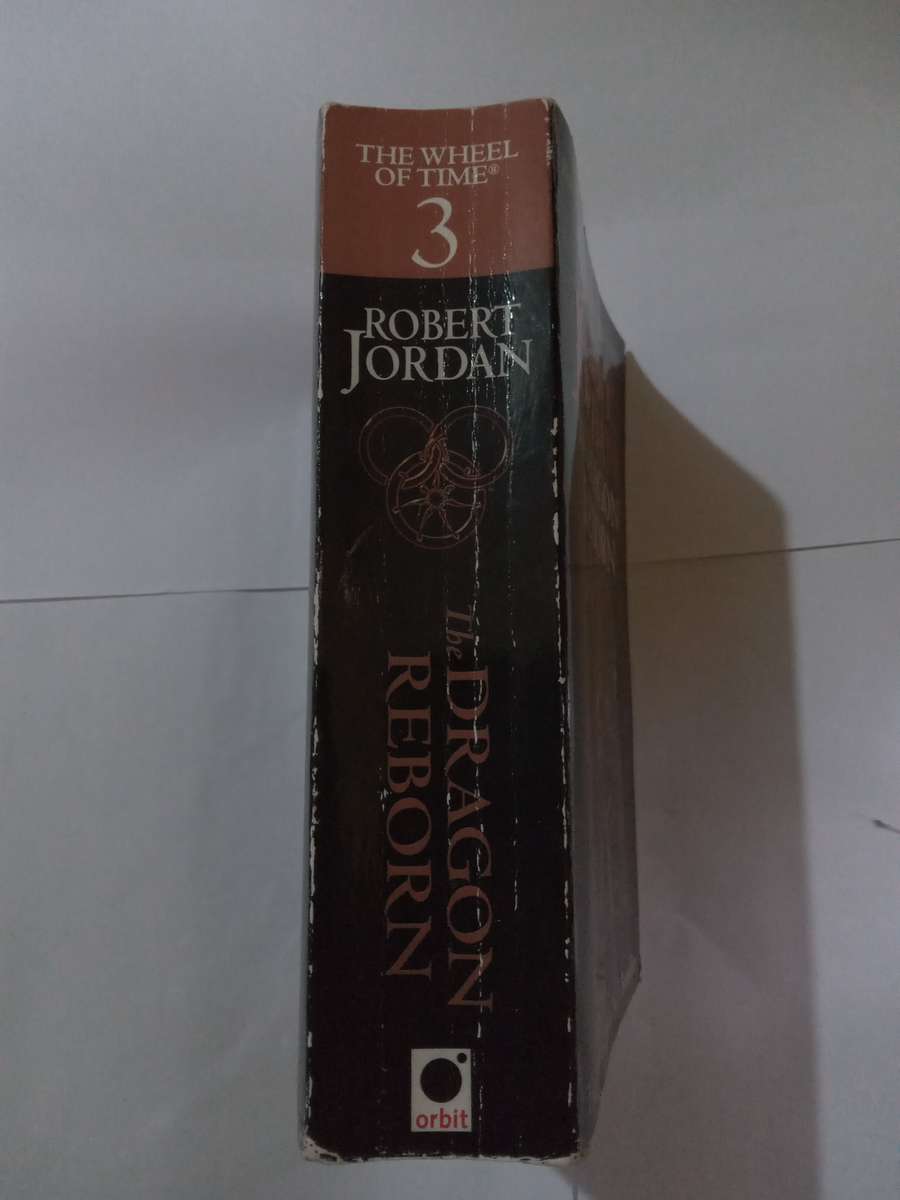 THE WHEEL
OF TIME®
3
ROBERT
JORDAN
The DRAGON
REBORN
orbit